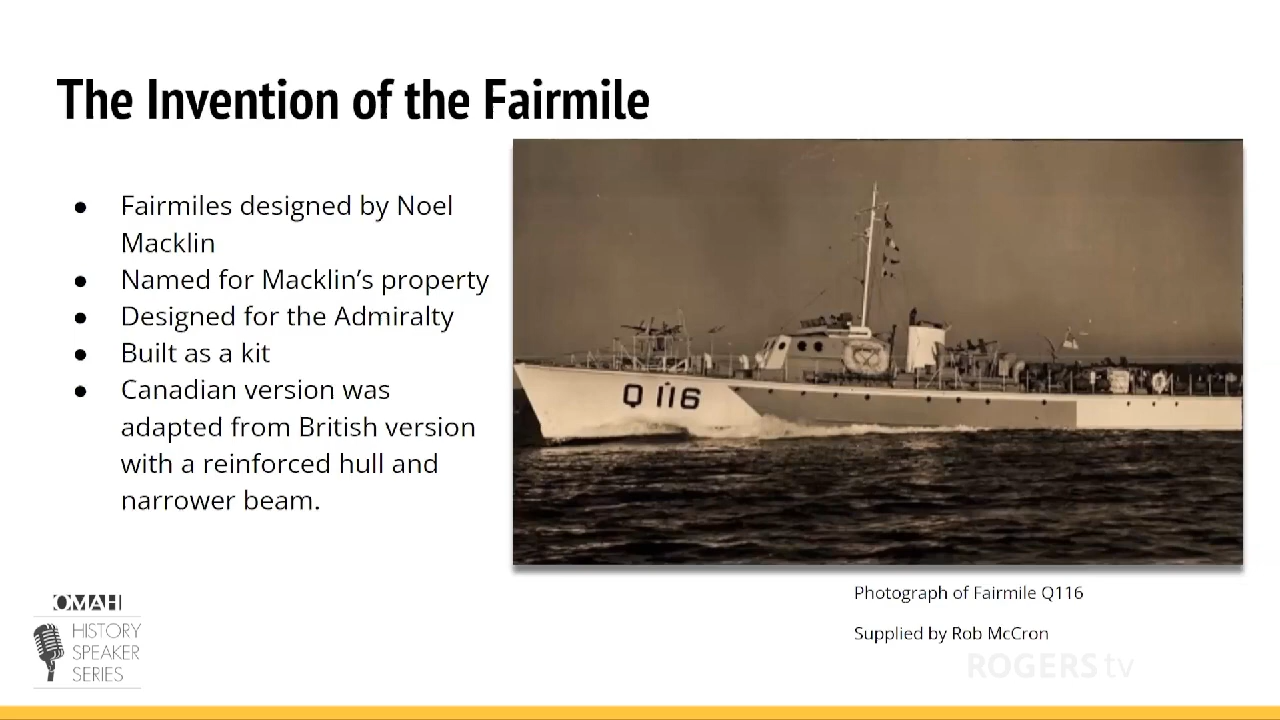 The Invention of the Fairmile
● Fairmiles designed by Noel
Macklin
● Named for Macklin’s property
● Designed for the Admiralty
● Built as a kit
● Canadian version was
adapted from British version
with a reinforced hull and
narrower beam.
Q 116
Photograph of Fairmile Q116
Supplied by Rob McCron
OMAH
HISTORY
SPEAKER
SERIES
ROGERS tv